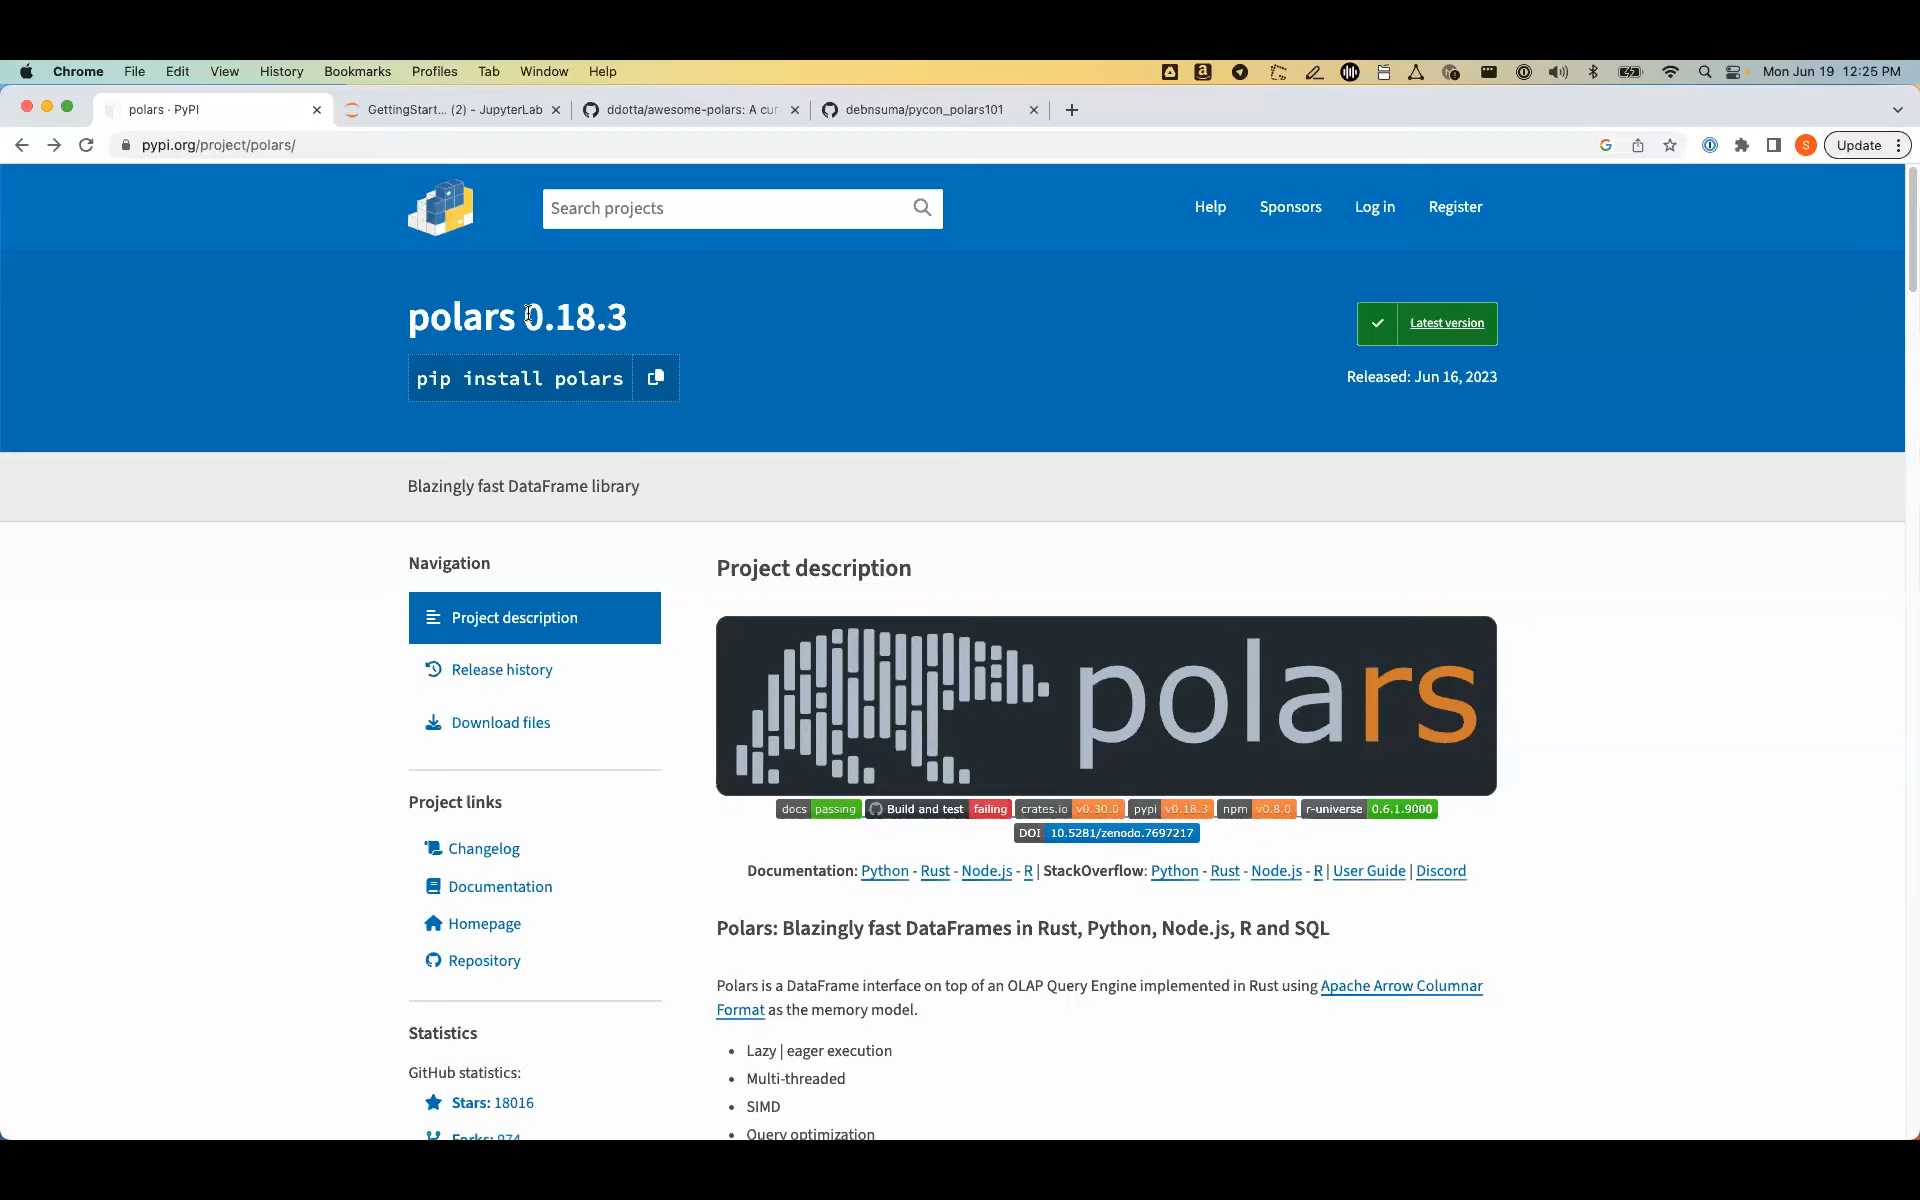 Chrome File Edit View History Bookmarks Profiles Tab Window Help Mon Jun 19 12:25 PM
polars · PyPI GettingStart... (2) - JupyterLab ddotta/awesome-polars: A cur debnsuma/pycon_polars101
pypi.org/project/polars/ S Update
Search projects Help Sponsors Log in Register
polars 0.18.3
Latest version
pip install polars
Released: Jun 16, 2023
Blazingly fast DataFrame library
Navigation
Project description
Release history
Download files
Project links
Changelog
Documentation
Homepage
Repository
Statistics
GitHub statistics:
Stars: 18016
Forks: 974
Project description
polars
docs passing Build and test failing crates.io v0.30.0 pypi v0.18.3 npm v0.8.0 r-universe 0.6.1.9000
DOI 10.5281/zenodo.7697217
Documentation: Python - Rust - Node.js - R | StackOverflow: Python - Rust - Node.js - R | User Guide | Discord
Polars: Blazingly fast DataFrames in Rust, Python, Node.js, R and SQL
Polars is a DataFrame interface on top of an OLAP Query Engine implemented in Rust using Apache Arrow Columnar
Format as the memory model.
• Lazy | eager execution
• Multi-threaded
• SIMD
• Query optimization